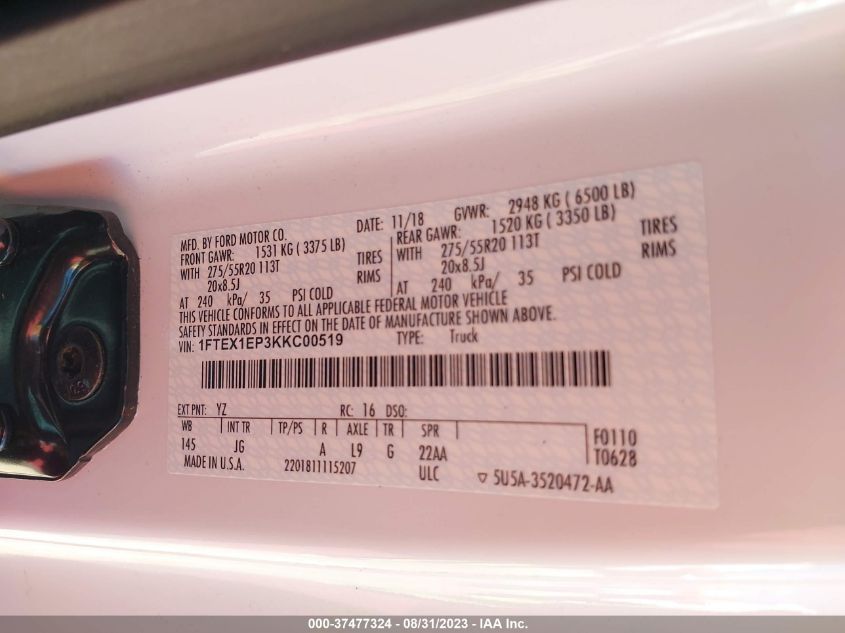 MFD. BY FORD MOTOR CO. DATE: 11/18 GVWR: 2948 KG ( 6500 LB)
FRONT GAWR: 1531 KG ( 3375 LB) REAR GAWR: 1520 KG ( 3350 LB)
WITH 275/55R20 113T TIRES 275/55R20 113T TIRES
20x8.5J RIMS 20x8.5J RIMS
AT 240 kPa/ 35 PSI COLD AT 240 kPa/ 35 PSI COLD
THIS VEHICLE CONFORMS TO ALL APPLICABLE FEDERAL MOTOR VEHICLE
SAFETY STANDARDS IN EFFECT ON THE DATE OF MANUFACTURE SHOWN ABOVE.
VIN: 1FTEX1EP3KKC00519 TYPE: Truck
EXT PNT: YZ RC: 16 DSO:
WB INT TR TP/PS R AXLE TR SPR F0110
145 JG A L9 G 22AA T0628
MADE IN U.S.A. 2201811115207 ULC 5U5A-3520472-AA
000-37477324 - 08/31/2023 - IAA Inc.